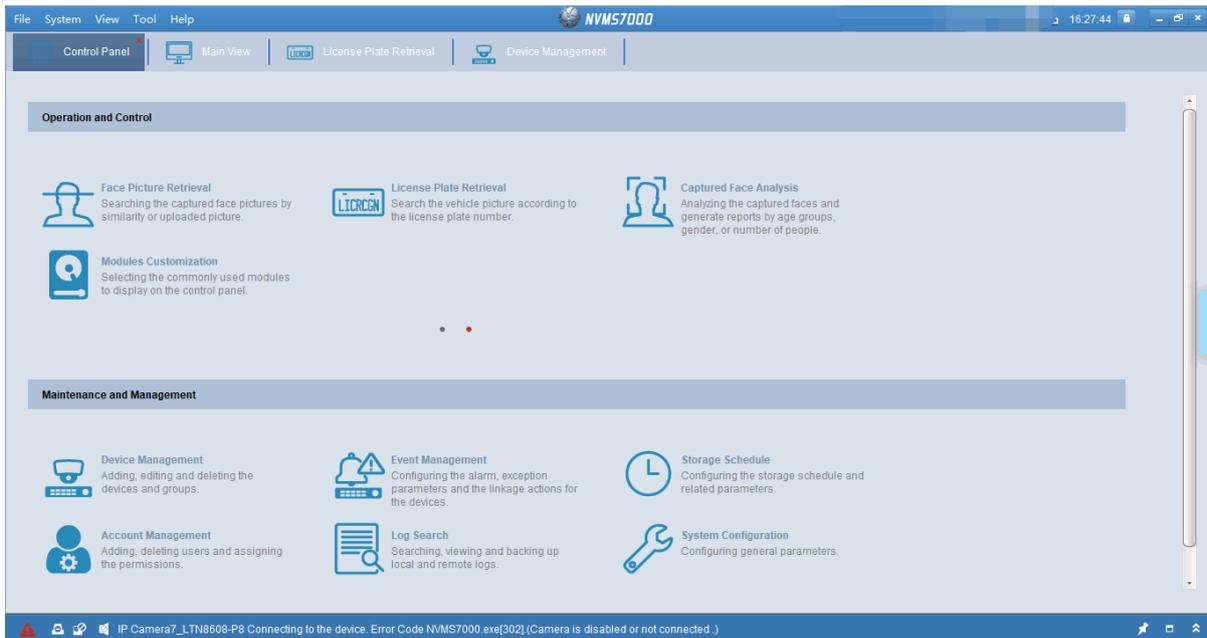 File System View Tool Help
NVMS7000
16:27:44
Control Panel
Main View
License Plate Retrieval
Device Management
Operation and Control
Face Picture Retrieval
Searching the captured face pictures by
similarity or uploaded picture.
LICRCGN
License Plate Retrieval
Search the vehicle picture according to
the license plate number.
Captured Face Analysis
Analyzing the captured faces and
generate reports by age groups,
gender, or number of people.
Modules Customization
Selecting the commonly used modules
to display on the control panel.
Maintenance and Management
Device Management
Adding, editing and deleting the
devices and groups.
Event Management
Configuring the alarm, exception
parameters and the linkage actions for
the devices.
Storage Schedule
Configuring the storage schedule and
related parameters.
Account Management
Adding, deleting users and assigning
the permissions.
Log Search
Searching, viewing and backing up
local and remote logs.
System Configuration
Configuring general parameters.
IP Camera7_LTN8608-P8 Connecting to the device. Error Code NVMS7000.exe[302].(Camera is disabled or not connected .)